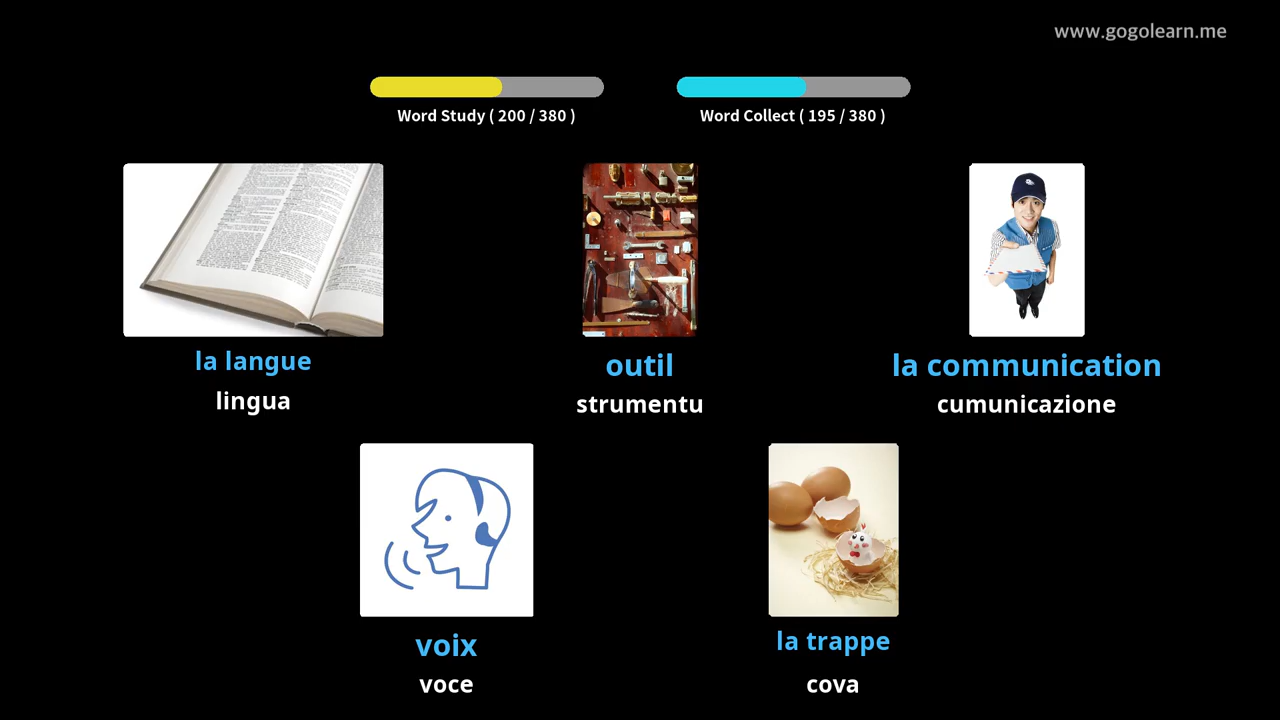 www.gogolearn.me
Word Study ( 200 / 380 )
Word Collect ( 195 / 380 )
la langue
lingua
outil
strumentu
la communication
cumunicazione
voix
voce
la trappe
cova